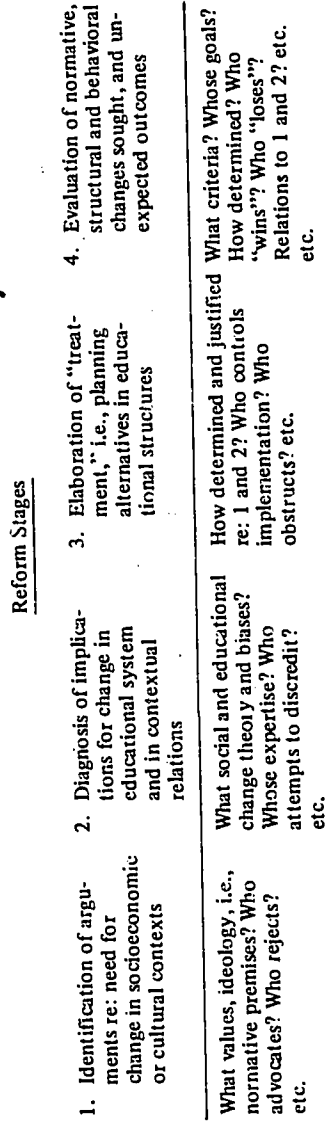 Reform Stages
1. Identification of argu-
ments re: need for
change in socioeconomic
or cultural contexts
2. Diagnosis of implica-
tions for change in
educational system
and in contextual
relations
3. Elaboration of "treat-
ment," i.e., planning
alternatives in educa-
tional structures
4. Evaluation of normative,
structural and behavioral
changes sought, and un-
expected outcomes
What values, ideology, i.e.,
normative premises? Who
advocates? Who rejects?
etc.
What social and educational
change theory and biases?
Whose expertise? Who
attempts to discredit?
etc.
How determined and justified
re: 1 and 2? Who controls
implementation? Who
obstructs? etc.
What criteria? Whose goals?
How determined? Who
"wins"? Who "loses"?
Relations to 1 and 2? etc.
etc.